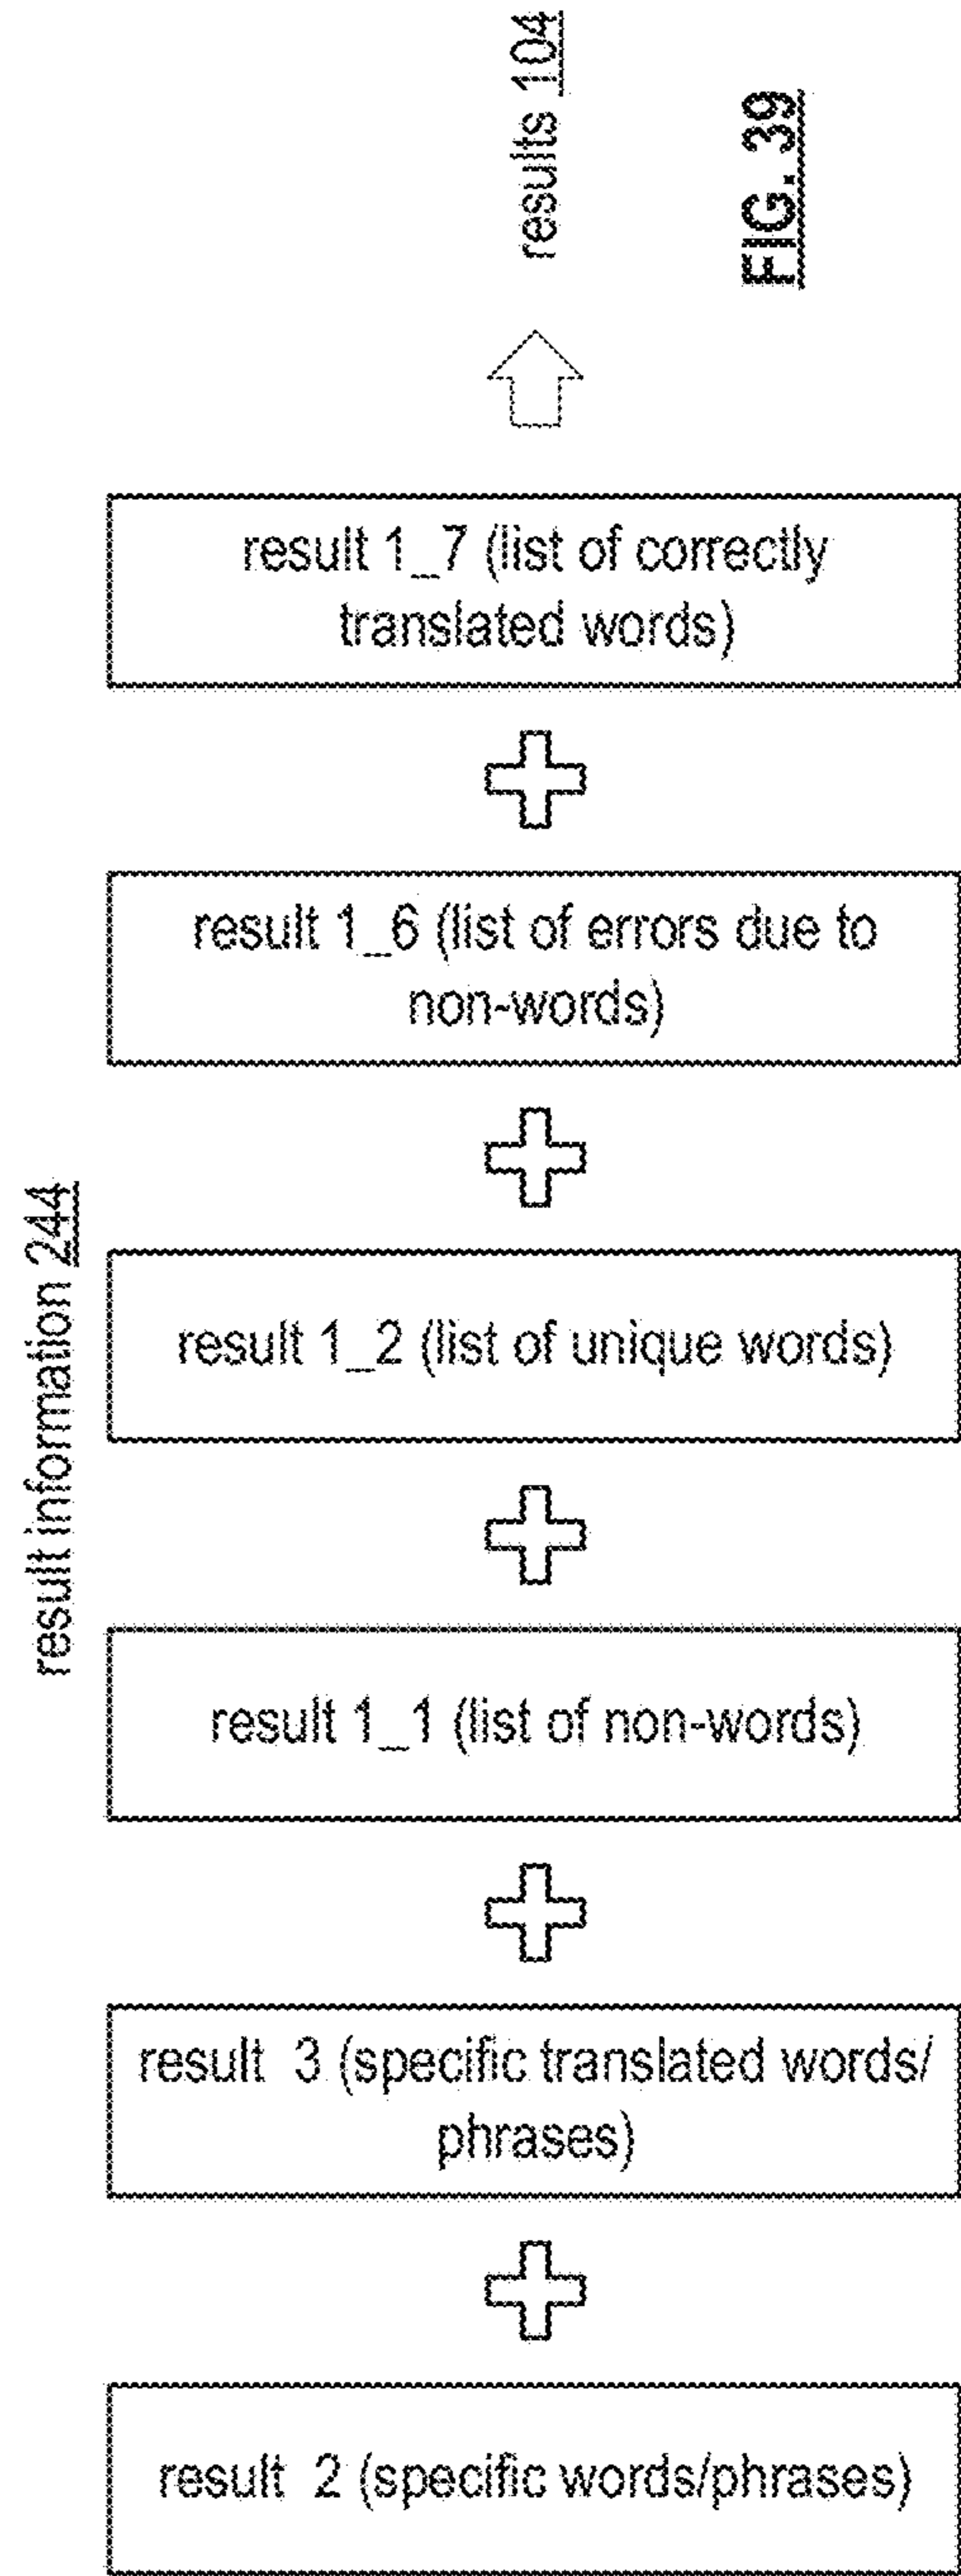 result information 244
result 2 (specific words/phrases)
result 3 (specific translated words/
phrases)
result 1_1 (list of non-words)
result 1_2 (list of unique words)
result 1_6 (list of errors due to
non-words)
result 1_7 (list of correctly
translated words)
results 104
FIG. 39